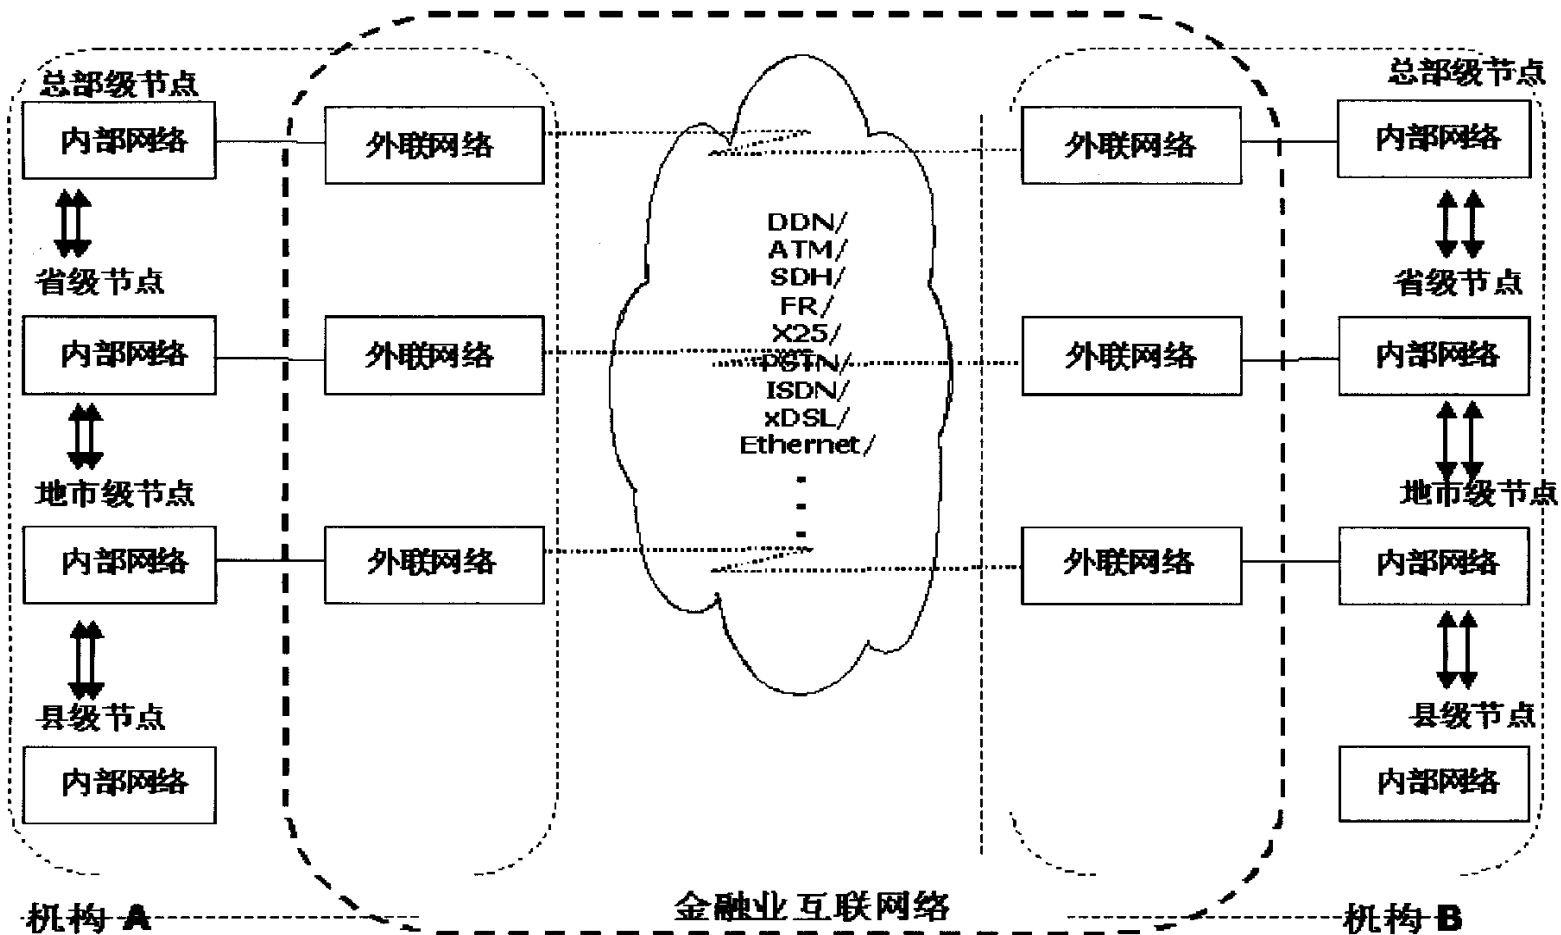 总部级节点
总部级节点
内部网络
外联网络
外联网络
内部网络
DDN/
ATM/
SDH/
FR/
X25/
PSTN/
ISDN/
xDSL/
Ethernet/
省级节点
省级节点
内部网络
外联网络
外联网络
内部网络
地市级节点
地市级节点
内部网络
外联网络
外联网络
内部网络
县级节点
县级节点
内部网络
内部网络
机构 A
金融业互联网络
机构 B